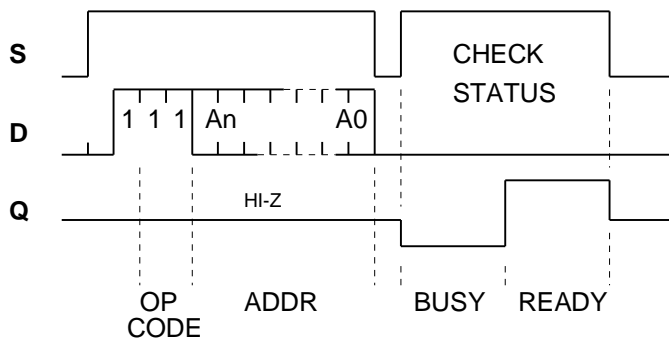 S
CHECK
STATUS
D
1 1 1 An A0
Q
HI-Z
OP
CODE
ADDR
BUSY
READY